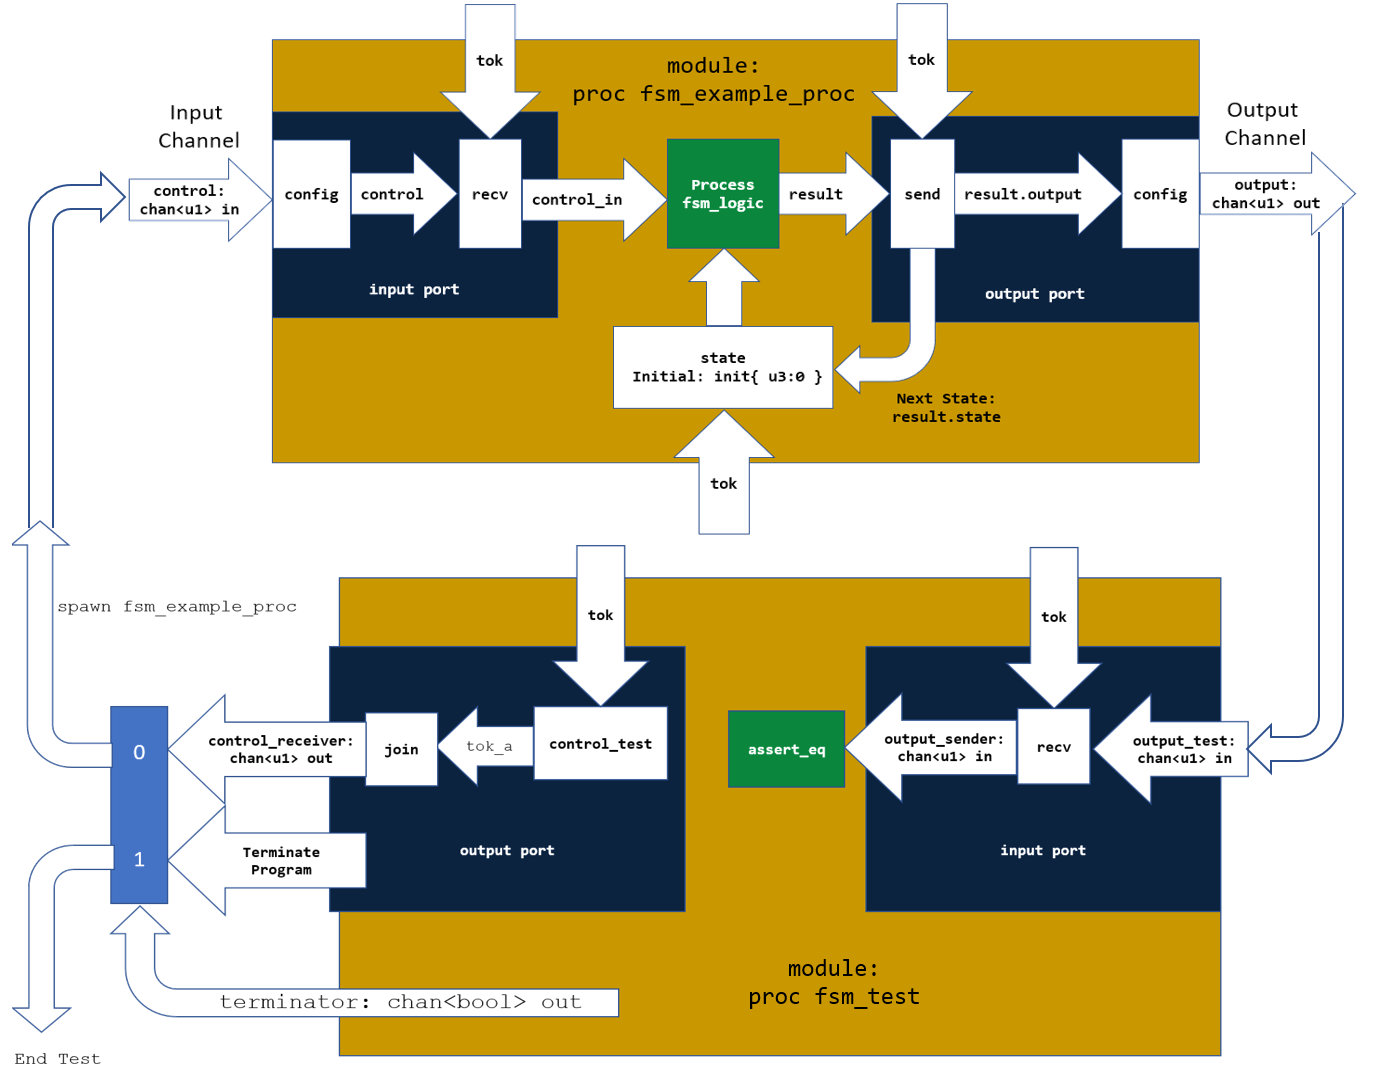 tok
tok
module:
proc fsm_example_proc
Input
Channel
Output
Channel
control:
chan<u1> in
config
control
recv
control_in
Process
fsm_logic
result
send
result.output
config
output:
chan<u1> out
input port
output port
state
Initial: init{ u3:0 }
Next State:
result.state
tok
spawn fsm_example_proc
tok
tok
0
control_receiver:
chan<u1> out
join
tok_a
control_test
assert_eq
output_sender:
chan<u1> in
recv
output_test:
chan<u1> in
1
Terminate
Program
output port
input port
module:
proc fsm_test
terminator: chan<bool> out
End Test